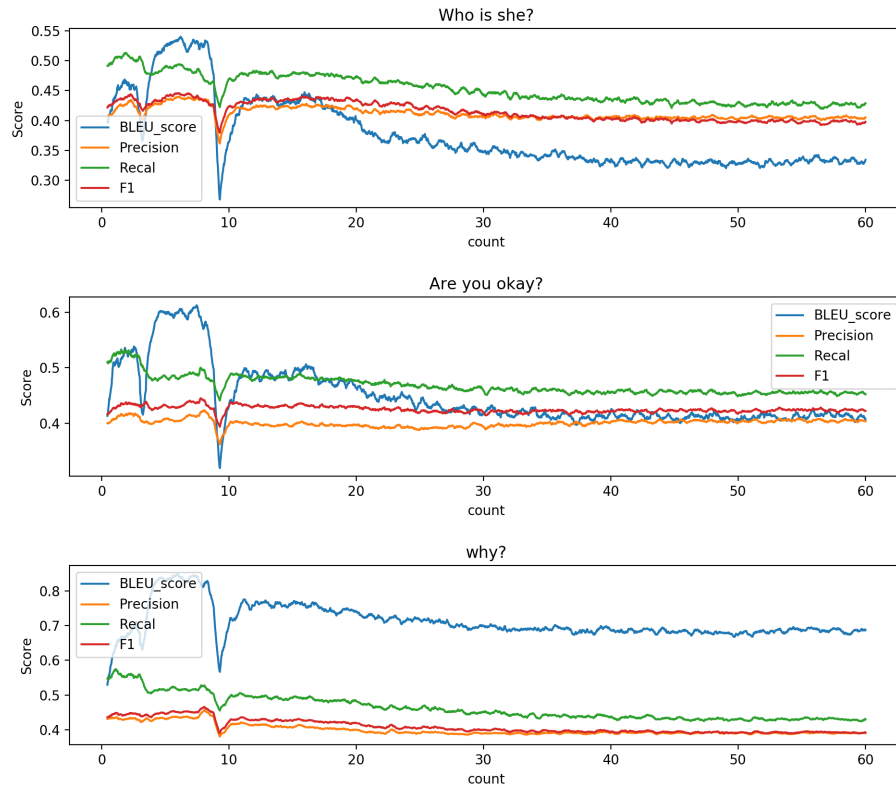 Who is she?
0.55
0.50
0.45
0.40
0.35
0.30
Score
BLEU_score
Precision
Recal
F1
0 10 20 30 40 50 60
count
Are you okay?
0.6
0.5
0.4
Score
BLEU_score
Precision
Recal
F1
0 10 20 30 40 50 60
count
why?
0.8
0.7
0.6
0.5
0.4
Score
BLEU_score
Precision
Recal
F1
0 10 20 30 40 50 60
count